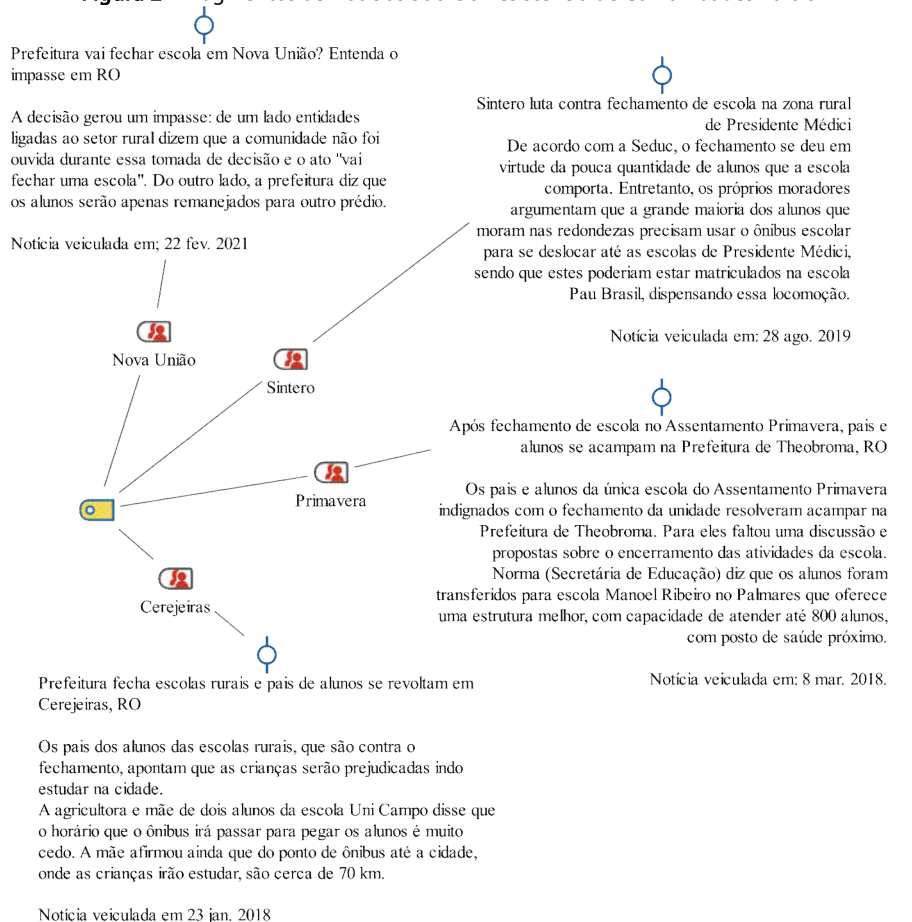 Prefeitura vai fechar escola em Nova União? Entenda o
impasse em RO
A decisão gerou um impasse: de um lado entidades
ligadas ao setor rural dizem que a comunidade não foi
ouvida durante essa tomada de decisão e o ato "vai
fechar uma escola". Do outro lado, a prefeitura diz que
os alunos serão apenas remanejados para outro prédio.
Notícia veiculada em; 22 fev. 2021
Sintero luta contra fechamento de escola na zona rural
de Presidente Médici
De acordo com a Seduc, o fechamento se deu em
virtude da pouca quantidade de alunos que a escola
comporta. Entretanto, os próprios moradores
argumentam que a grande maioria dos alunos que
moram nas redondezas precisam usar o ônibus escolar
para se deslocar até as escolas de Presidente Médici,
sendo que estes poderiam estar matriculados na escola
Pau Brasil, dispensando essa locomoção.
Notícia veiculada em: 28 ago. 2019
Nova União
Sintero
Primavera
Cerejeiras
Após fechamento de escola no Assentamento Primavera, pais e
alunos se acampam na Prefeitura de Theobroma, RO
Os pais e alunos da única escola do Assentamento Primavera
indignados com o fechamento da unidade resolveram acampar na
Prefeitura de Theobroma. Para eles faltou uma discussão e
propostas sobre o encerramento das atividades da escola.
Norma (Secretária de Educação) diz que os alunos foram
transferidos para escola Manoel Ribeiro no Palmares que oferece
uma estrutura melhor, com capacidade de atender até 800 alunos,
com posto de saúde próximo.
Notícia veiculada em: 8 mar. 2018.
Prefeitura fecha escolas rurais e pais de alunos se revoltam em
Cerejeiras, RO
Os pais dos alunos das escolas rurais, que são contra o
fechamento, apontam que as crianças serão prejudicadas indo
estudar na cidade.
A agricultora e mãe de dois alunos da escola Uni Campo disse que
o horário que o ônibus irá passar para pegar os alunos é muito
cedo. A mãe afirmou ainda que do ponto de ônibus até a cidade,
onde as crianças irão estudar, são cerca de 70 km.
Notícia veiculada em 23 jan. 2018